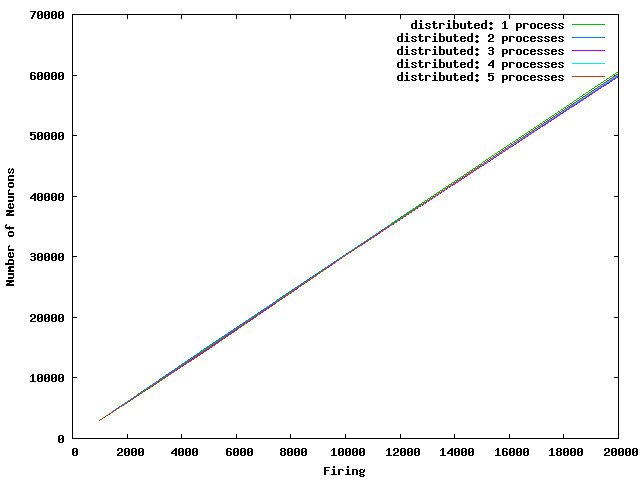 70000
60000
50000
40000
30000
20000
10000
0
distributed: 1 process
distributed: 2 processes
distributed: 3 processes
distributed: 4 processes
distributed: 5 processes
Number of Neurons
0 2000 4000 6000 8000 10000 12000 14000 16000 18000 20000
Firing